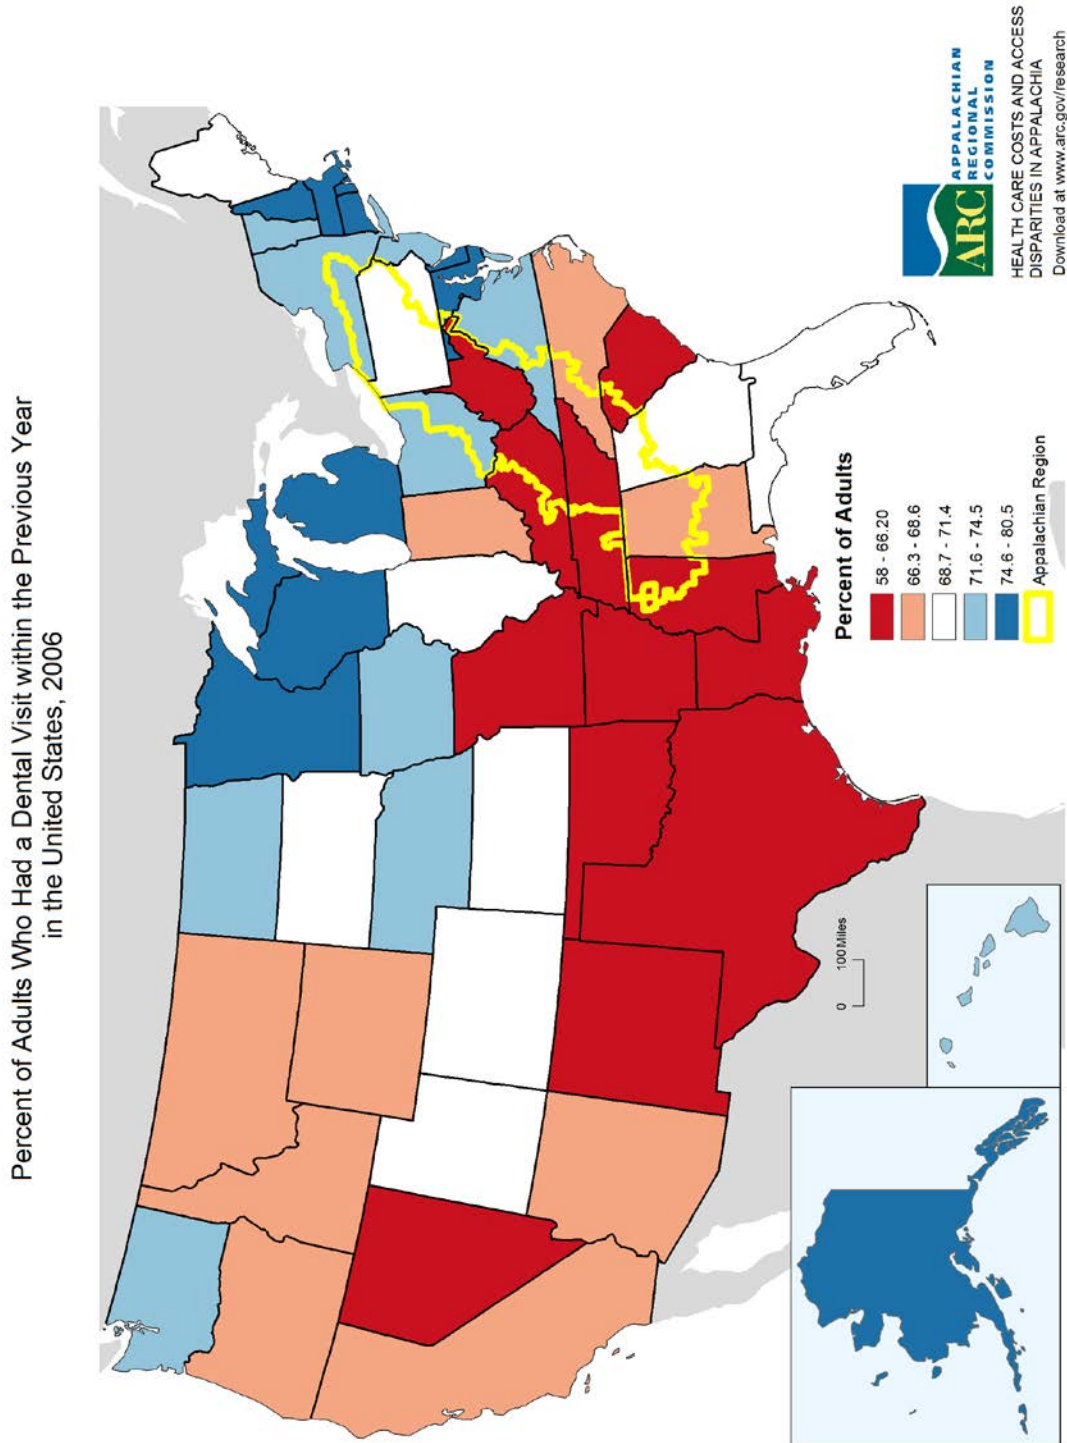 Percent of Adults Who Had a Dental Visit within the Previous Year
in the United States, 2006
100 Miles
0
Percent of Adults
58 - 66.20
66.3 - 68.6
68.7 - 71.4
71.6 - 74.5
74.6 - 80.5
Appalachian Region
ARC
APPALACHIAN
REGIONAL
COMMISSION
HEALTH CARE COSTS AND ACCESS
DISPARITIES IN APPALACHIA
Download at www.arc.gov/research